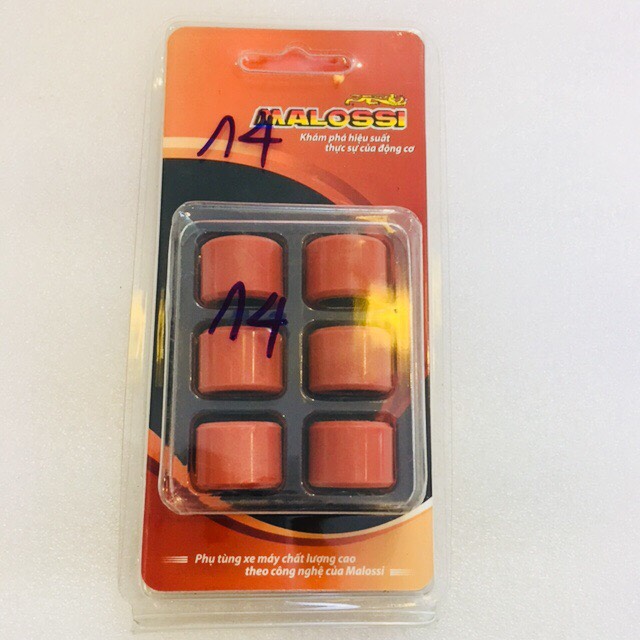 MALOSSI
Khám phá hiệu suất
thực sự của động cơ
14
14
Phụ tùng xe máy chất lượng cao
theo công nghệ của Malossi